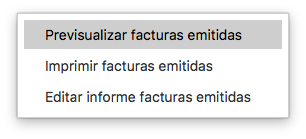 Previsualizar facturas emitidas
Imprimir facturas emitidas
Editar informe facturas emitidas